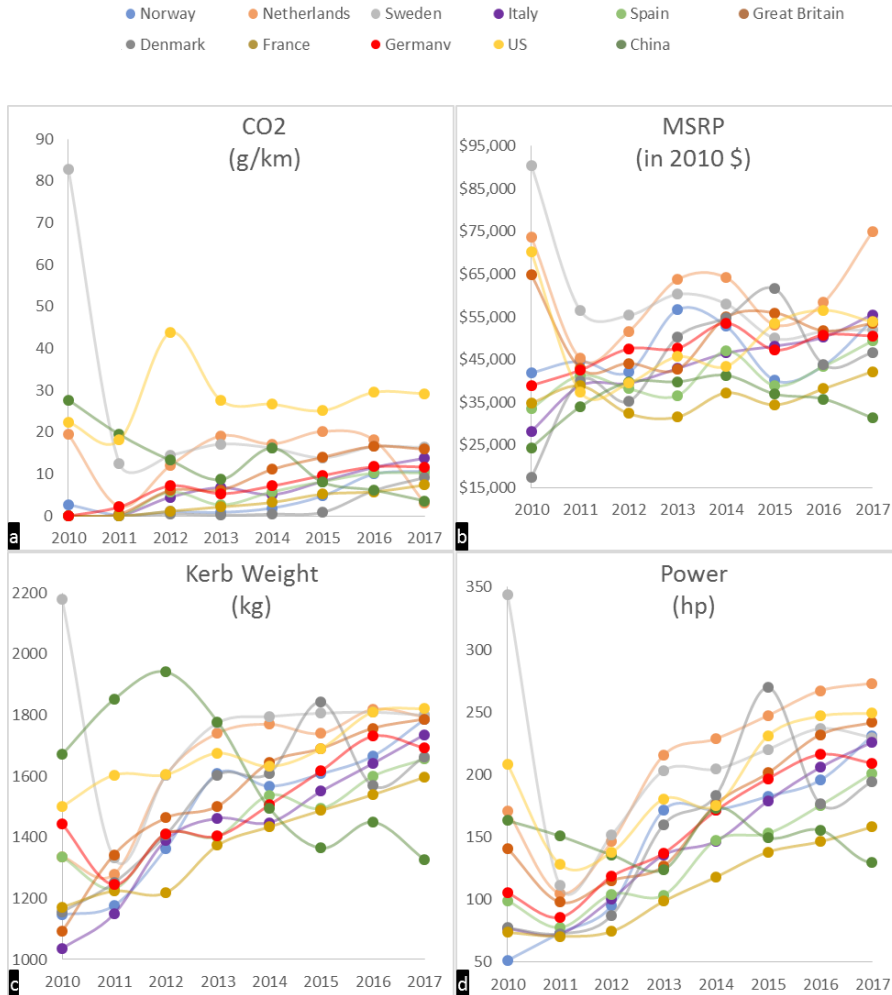 Norway Netherlands Sweden Italy Spain Great Britain
Denmark France Germanv US China
CO2
(g/km)
90
80
70
60
50
40
30
20
10
0
2010 2011 2012 2013 2014 2015 2016 2017
a
MSRP
(in 2010 $)
$95,000
$85,000
$75,000
$65,000
$55,000
$45,000
$35,000
$25,000
$15,000
2010 2011 2012 2013 2014 2015 2016 2017
b
Kerb Weight
(kg)
2200
2000
1800
1600
1400
1200
1000
2010 2011 2012 2013 2014 2015 2016 2017
c
Power
(hp)
350
300
250
200
150
100
50
2010 2011 2012 2013 2014 2015 2016 2017
d